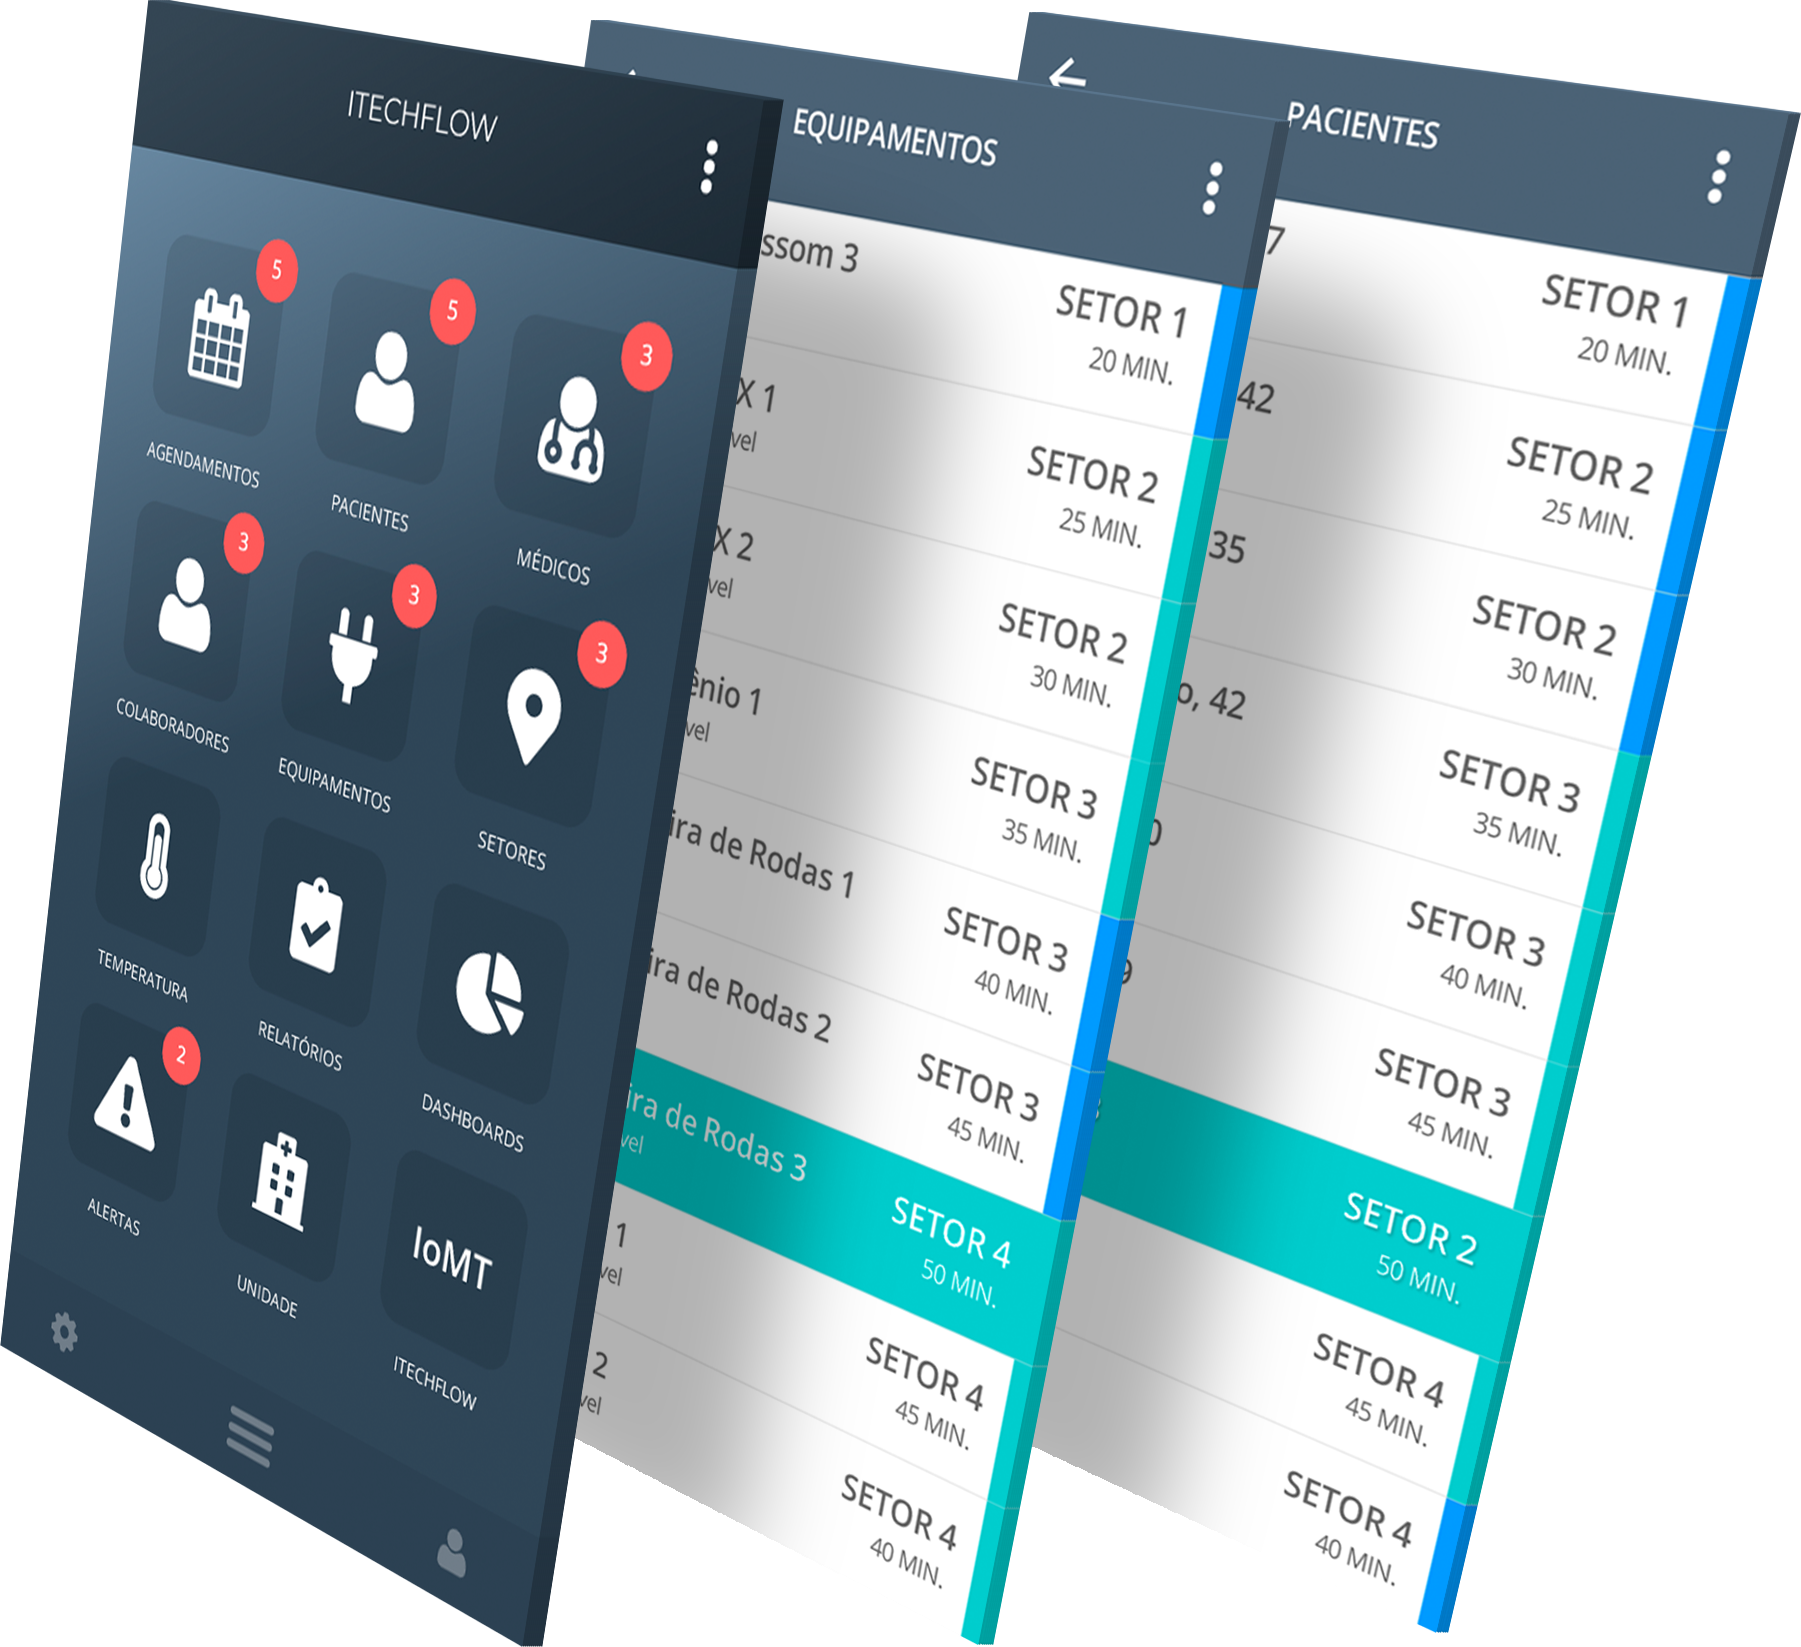 ITECHFLOW
5
5
3
AGENDAMENTOS
PACIENTES
MÉDICOS
3
3
3
COLABORADORES
EQUIPAMENTOS
SETORES
TEMPERATURA
RELATÓRIOS
DASHBOARDS
2
ALERTAS
UNIDADE
IoMT
ITECHFLOW
EQUIPAMENTOS
ssom 3
SETOR 1
20 MIN.
X 1
vel
SETOR 2
25 MIN.
X 2
vel
SETOR 2
30 MIN.
ênio 1
vel
SETOR 3
35 MIN.
ira de Rodas 1
SETOR 3
40 MIN.
ira de Rodas 2
SETOR 3
45 MIN.
ira de Rodas 3
vel
SETOR 4
50 MIN.
1
vel
SETOR 4
45 MIN.
2
vel
SETOR 4
40 MIN.
PACIENTES
7
SETOR 1
20 MIN.
42
SETOR 2
25 MIN.
35
SETOR 2
30 MIN.
o, 42
SETOR 3
35 MIN.
0
SETOR 3
40 MIN.
9
SETOR 3
45 MIN.
SETOR 2
50 MIN.
SETOR 4
45 MIN.
SETOR 4
40 MIN.